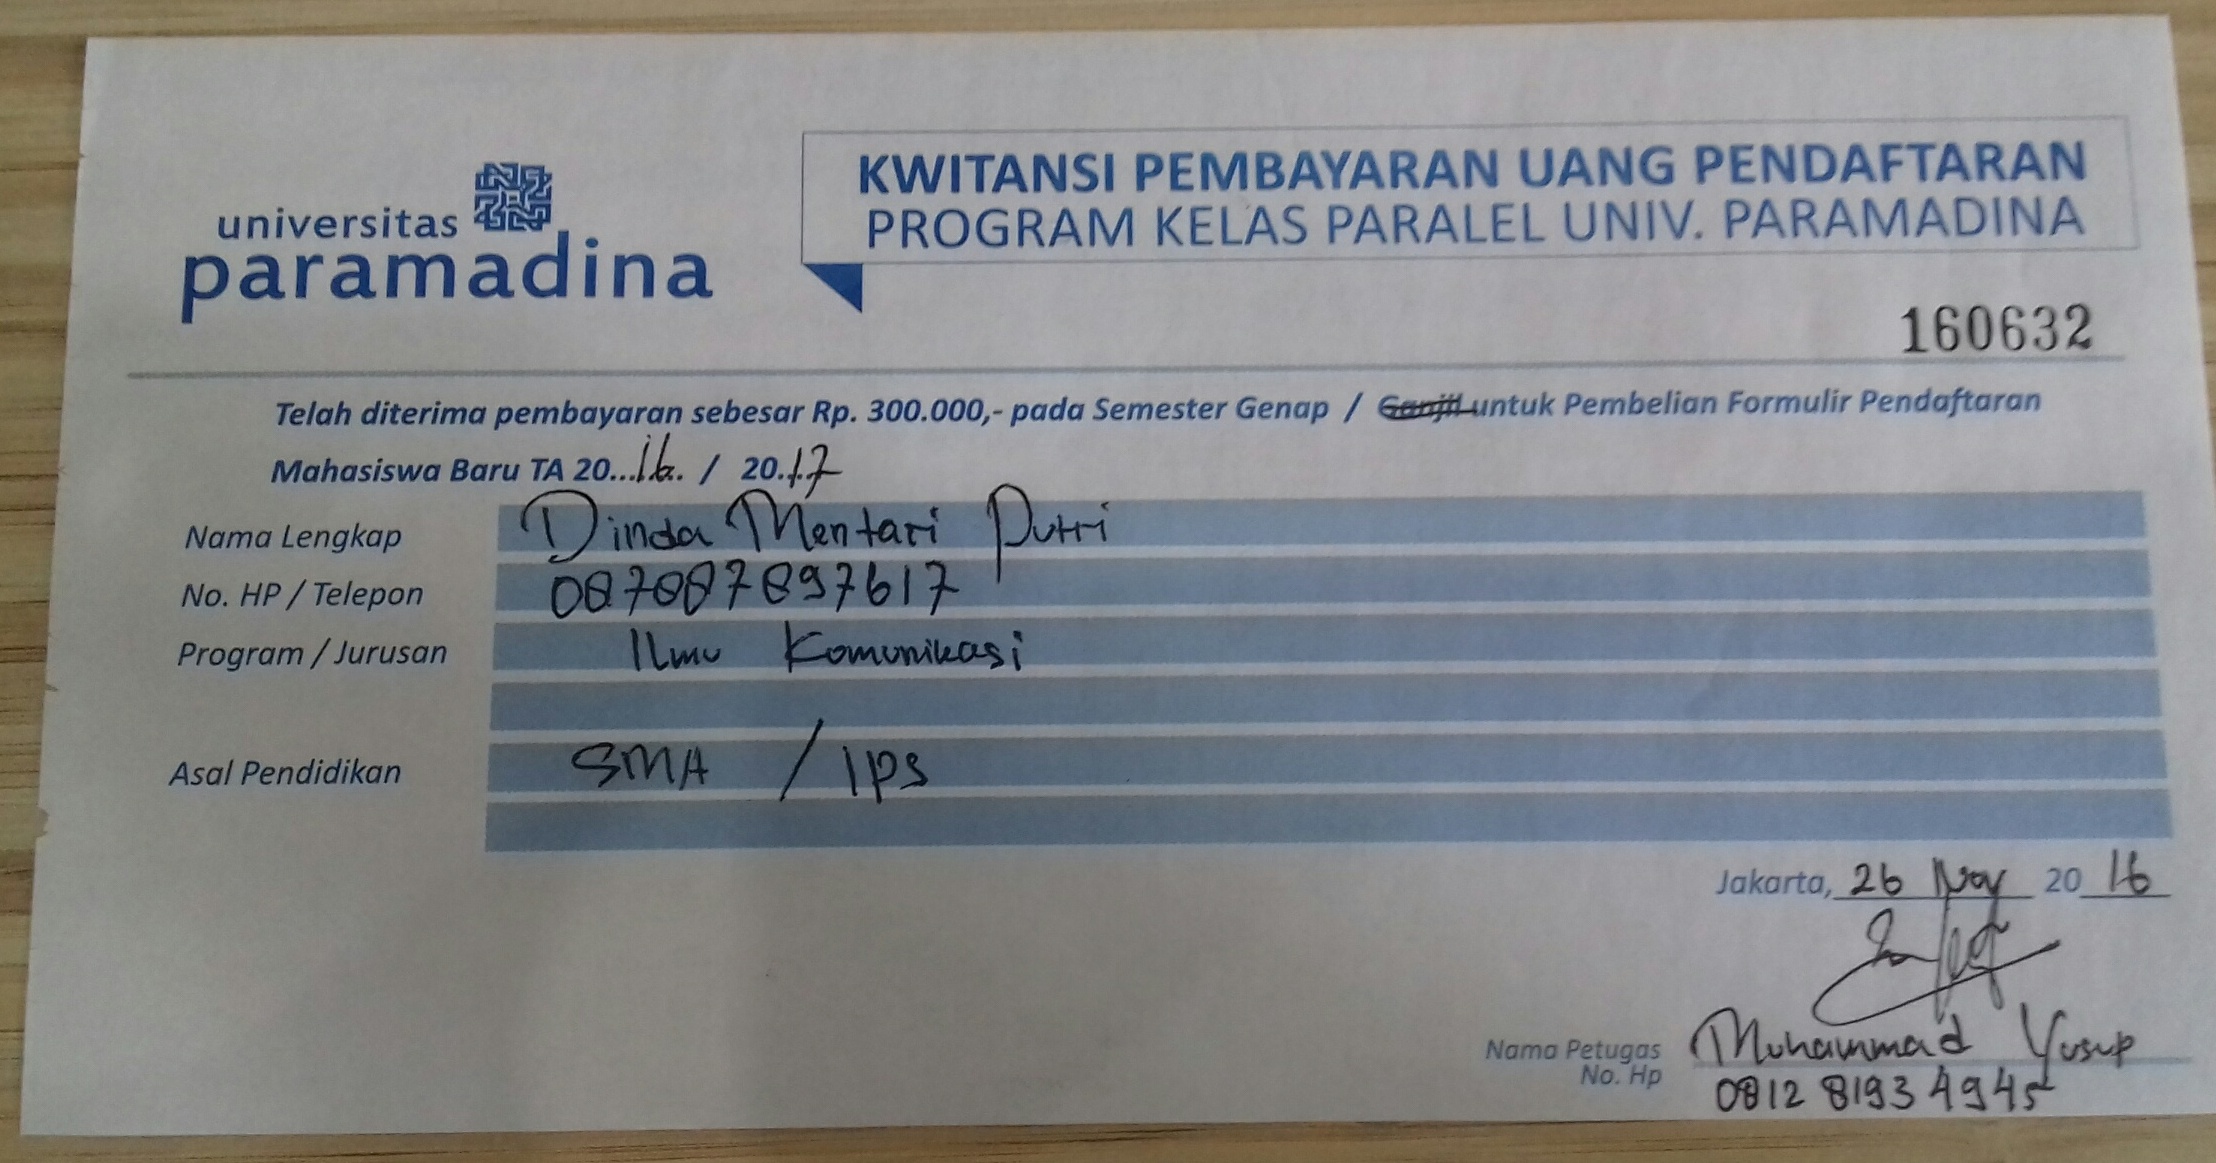 universitas
paramadina
KWITANSI PEMBAYARAN UANG PENDAFTARAN
PROGRAM KELAS PARALEL UNIV. PARAMADINA
160632
Telah diterima pembayaran sebesar Rp. 300.000,- pada Semester Genap / Ganjil untuk Pembelian Formulir Pendaftaran
Mahasiswa Baru TA 20...16.. / 20.17
Nama Lengkap Dinda Mentari Putri
No. HP / Telepon 087887897617
Program / Jurusan Ilmu Komunikasi
Asal Pendidikan SMA / IPS
Jakarta, 26 Nov 20 16
Nama Petugas Muhammad Yusup
No. Hp 0812 8193 4945